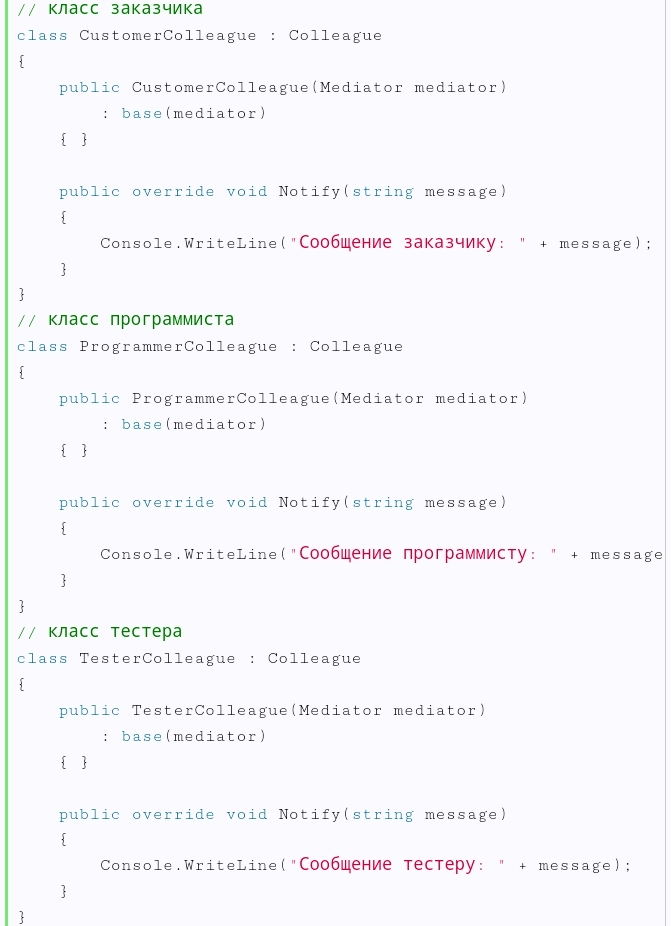 // класс заказчика
class CustomerColleague : Colleague
{
    public CustomerColleague(Mediator mediator)
        : base(mediator)
    { }
    public override void Notify(string message)
    {
        Console.WriteLine("Сообщение заказчику: " + message);
    }
}
// класс программиста
class ProgrammerColleague : Colleague
{
    public ProgrammerColleague(Mediator mediator)
        : base(mediator)
    { }
    public override void Notify(string message)
    {
        Console.WriteLine("Сообщение программисту: " + message
    }
}
// класс тестера
class TesterColleague : Colleague
{
    public TesterColleague(Mediator mediator)
        : base(mediator)
    { }
    public override void Notify(string message)
    {
        Console.WriteLine("Сообщение тестеру: " + message);
    }
}